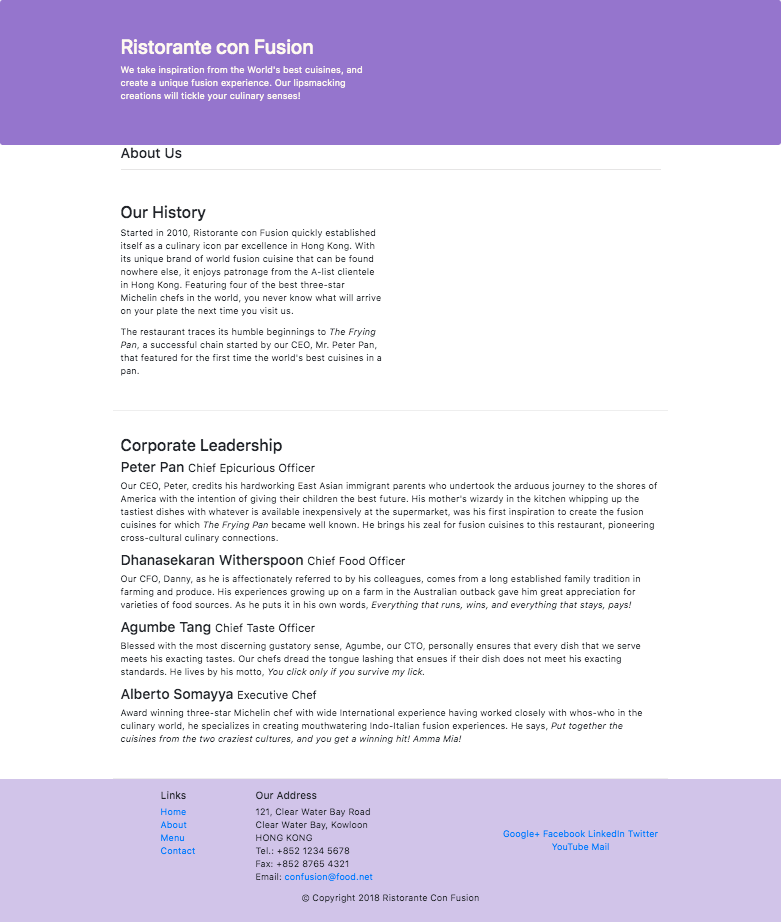 Ristorante con Fusion
We take inspiration from the World's best cuisines, and
create a unique fusion experience. Our lipsmacking
creations will tickle your culinary senses!
About Us
Our History
Started in 2010, Ristorante con Fusion quickly established
itself as a culinary icon par excellence in Hong Kong. With
its unique brand of world fusion cuisine that can be found
nowhere else, it enjoys patronage from the A-list clientele
in Hong Kong. Featuring four of the best three-star
Michelin chefs in the world, you never know what will arrive
on your plate the next time you visit us.
The restaurant traces its humble beginnings to The Frying
Pan, a successful chain started by our CEO, Mr. Peter Pan,
that featured for the first time the world's best cuisines in a
pan.
Corporate Leadership
Peter Pan Chief Epicurious Officer
Our CEO, Peter, credits his hardworking East Asian immigrant parents who undertook the arduous journey to the shores of
America with the intention of giving their children the best future. His mother's wizardy in the kitchen whipping up the
tastiest dishes with whatever is available inexpensively at the supermarket, was his first inspiration to create the fusion
cuisines for which The Frying Pan became well known. He brings his zeal for fusion cuisines to this restaurant, pioneering
cross-cultural culinary connections.
Dhanasekaran Witherspoon Chief Food Officer
Our CFO, Danny, as he is affectionately referred to by his colleagues, comes from a long established family tradition in
farming and produce. His experiences growing up on a farm in the Australian outback gave him great appreciation for
varieties of food sources. As he puts it in his own words, Everything that runs, wins, and everything that stays, pays!
Agumbe Tang Chief Taste Officer
Blessed with the most discerning gustatory sense, Agumbe, our CTO, personally ensures that every dish that we serve
meets his exacting tastes. Our chefs dread the tongue lashing that ensues if their dish does not meet his exacting
standards. He lives by his motto, You click only if you survive my lick.
Alberto Somayya Executive Chef
Award winning three-star Michelin chef with wide International experience having worked closely with whos-who in the
culinary world, he specializes in creating mouthwatering Indo-Italian fusion experiences. He says, Put together the
cuisines from the two craziest cultures, and you get a winning hit! Amma Mia!
Links
Home
About
Menu
Contact
Our Address
121, Clear Water Bay Road
Clear Water Bay, Kowloon
HONG KONG
Tel.: +852 1234 5678
Fax: +852 8765 4321
Email: confusion@food.net
Google+ Facebook LinkedIn Twitter
YouTube Mail
© Copyright 2018 Ristorante Con Fusion